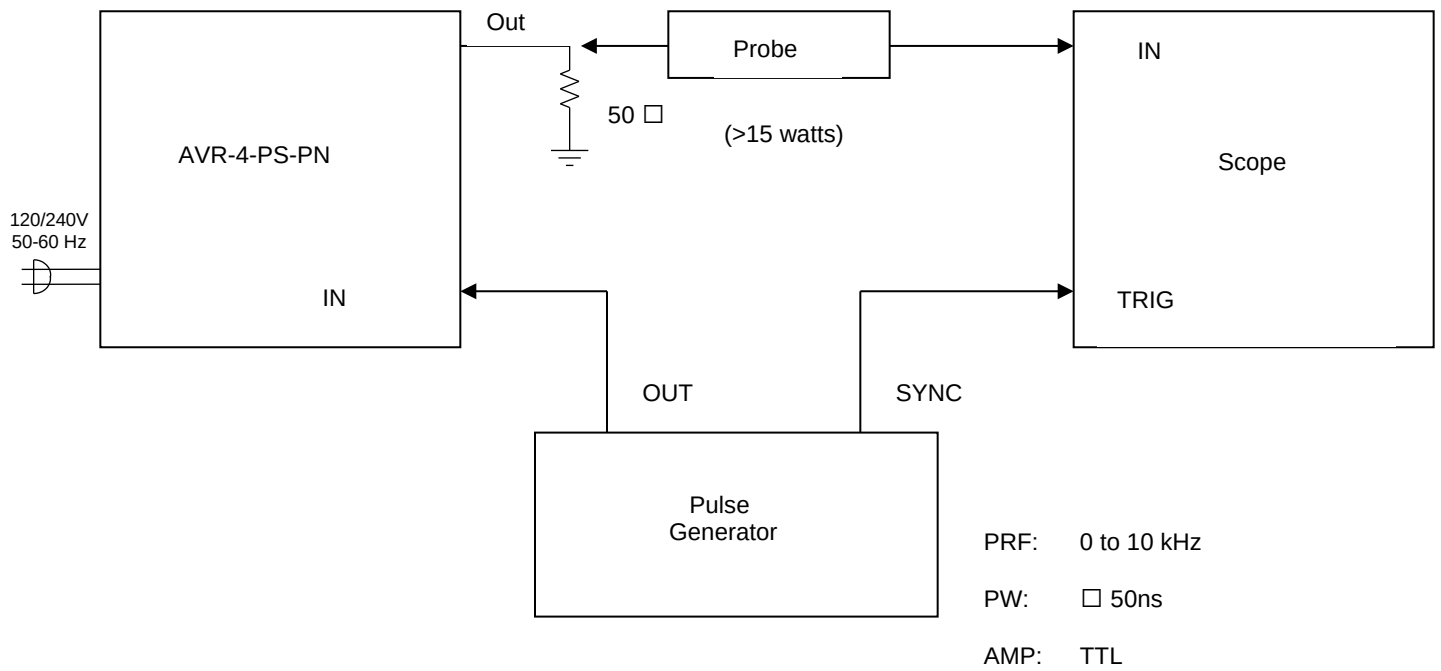 Out
Probe
IN
50 □
(>15 watts)
AVR-4-PS-PN
Scope
120/240V
50-60 Hz
IN
TRIG
OUT
SYNC
Pulse
Generator
PRF: 0 to 10 kHz
PW: □ 50ns
AMP: TTL